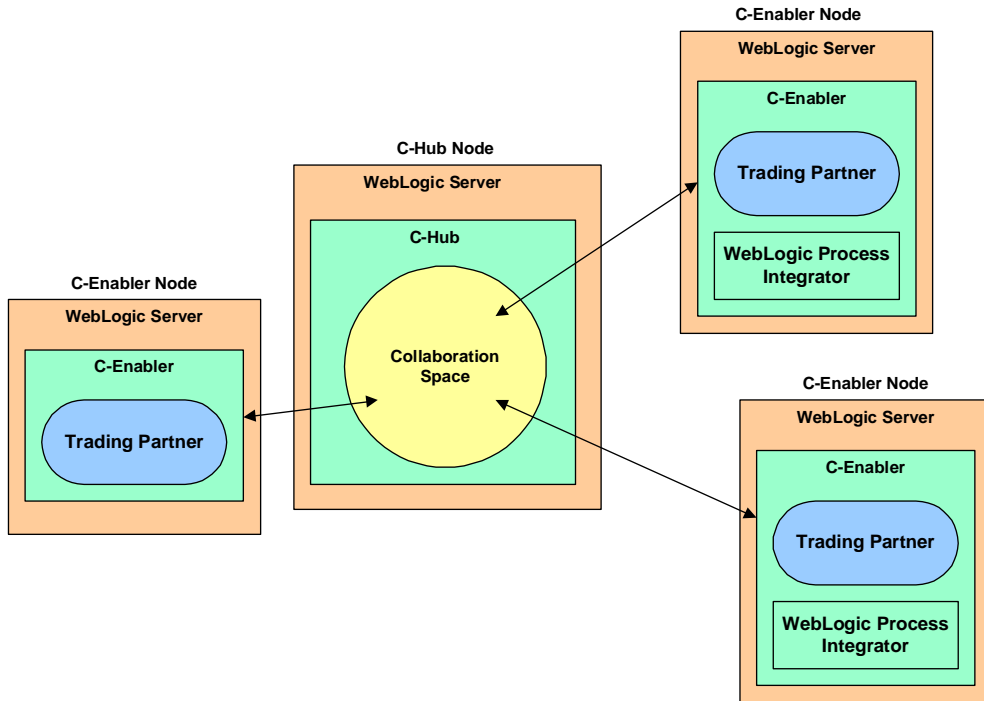 C-Enabler Node
WebLogic Server
C-Enabler
Trading Partner
WebLogic Process
Integrator
C-Hub Node
WebLogic Server
C-Hub
Collaboration
Space
C-Enabler Node
WebLogic Server
C-Enabler
Trading Partner
C-Enabler Node
WebLogic Server
C-Enabler
Trading Partner
WebLogic Process
Integrator